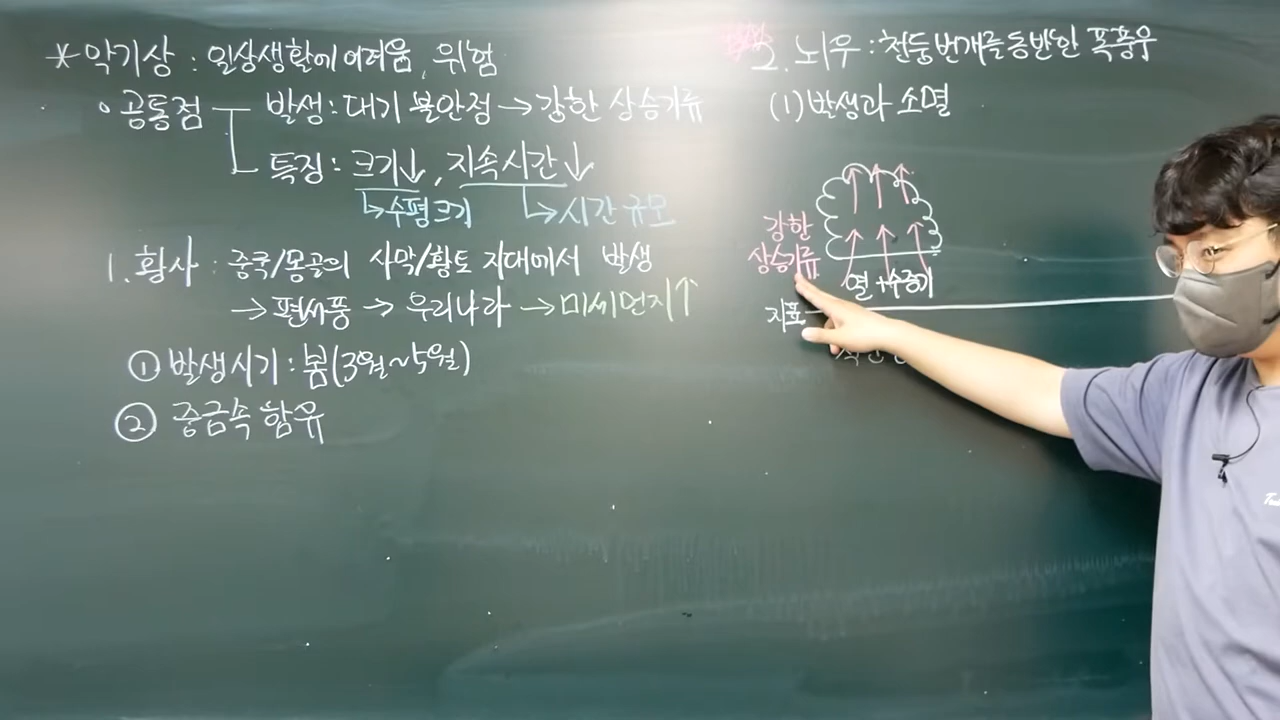 * 악기상 : 일상생활에 어려움, 위험
• 공통점 발생 : 대기 불안정 → 강한 상승기류
특징 : 크기↓, 지속시간↓
↳수평크기 ↳시간규모
1. 황사 : 중국/몽골의 사막/황토 지대에서 발생
→ 편서풍 → 우리나라 → 미세먼지↑
① 발생시기 : 봄(3월~5월)
② 중금속 함유
2. 뇌우 : 천둥번개를 동반한 폭풍우
(1) 발생과 소멸
강한
상승기류
열+수증기
지표